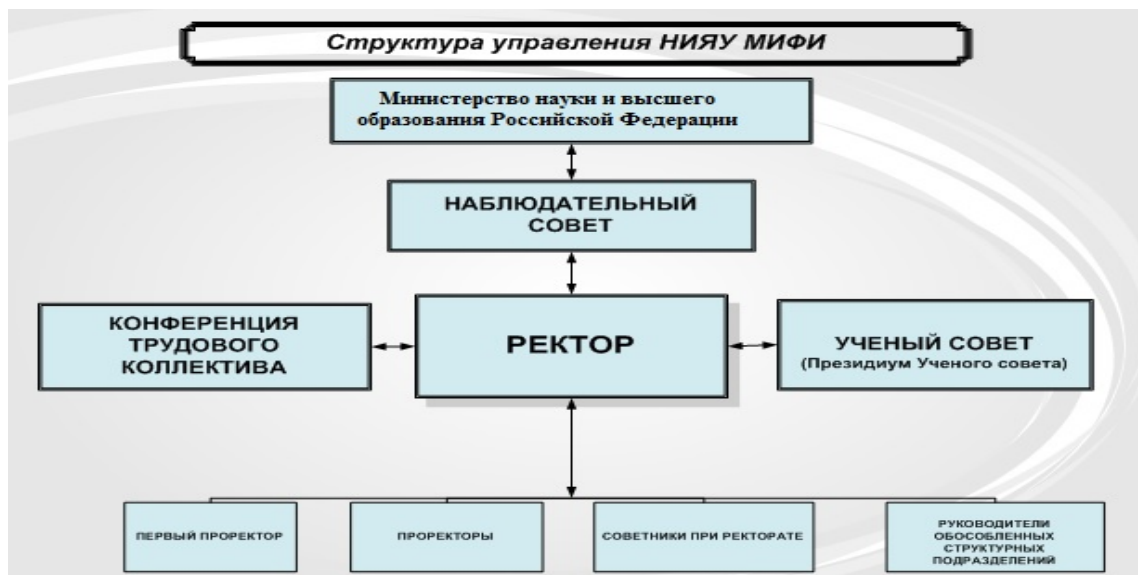 Структура управления НИЯУ МИФИ
Министерство науки и высшего
образования Российской Федерации
НАБЛЮДАТЕЛЬНЫЙ
СОВЕТ
КОНФЕРЕНЦИЯ
ТРУДОВОГО
КОЛЛЕКТИВА
РЕКТОР
УЧЕНЫЙ СОВЕТ
(Президиум Ученого совета)
ПЕРВЫЙ ПРОРЕКТОР
ПРОРЕКТОРЫ
СОВЕТНИКИ ПРИ РЕКТОРАТЕ
РУКОВОДИТЕЛИ
ОБОСОБЛЕННЫХ
СТРУКТУРНЫХ
ПОДРАЗДЕЛЕНИЙ